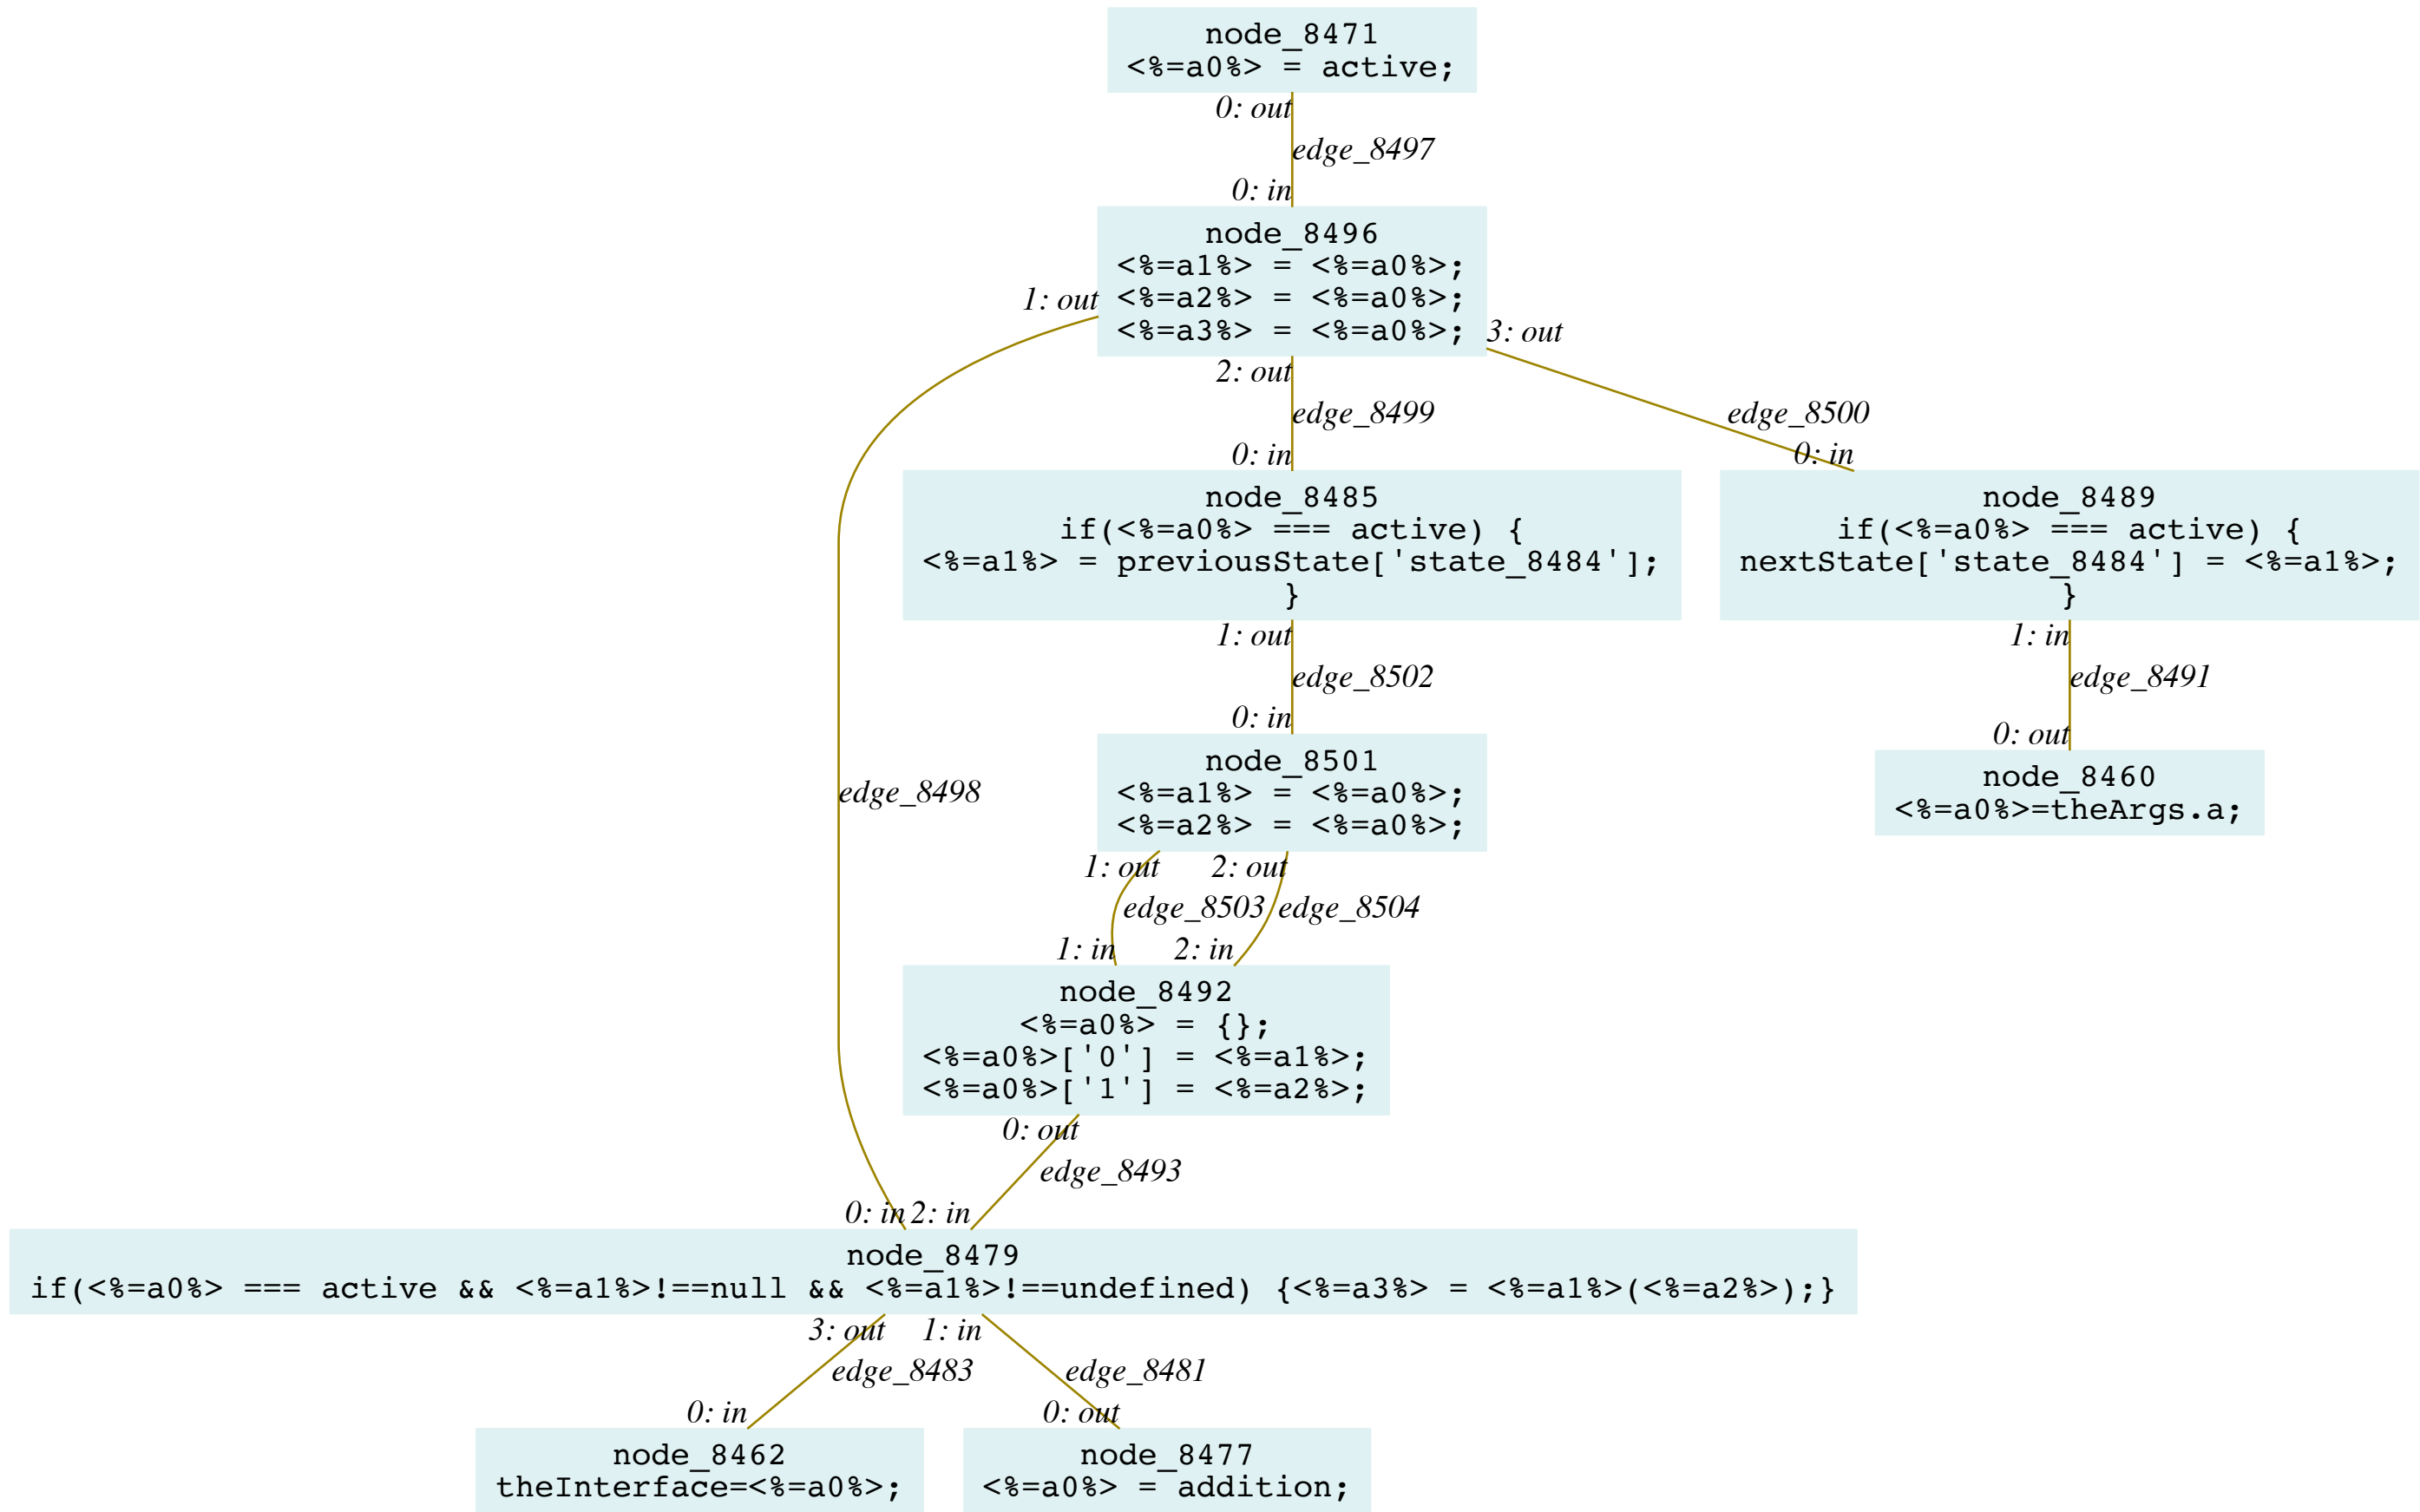 node_8471
<%=a0%> = active;
0: out
edge_8497
0: in
node_8496
<%=a1%> = <%=a0%>;
<%=a2%> = <%=a0%>;
<%=a3%> = <%=a0%>;
1: out
3: out
2: out
edge_8499
edge_8500
0: in
0: in
node_8485
if(<%=a0%> === active) {
<%=a1%> = previousState['state_8484'];
}
node_8489
if(<%=a0%> === active) {
nextState['state_8484'] = <%=a1%>;
}
1: out
1: in
edge_8502
edge_8491
0: in
0: out
node_8501
<%=a1%> = <%=a0%>;
<%=a2%> = <%=a0%>;
node_8460
<%=a0%>=theArgs.a;
edge_8498
1: out
2: out
edge_8503
edge_8504
1: in
2: in
node_8492
<%=a0%> = {};
<%=a0%>['0'] = <%=a1%>;
<%=a0%>['1'] = <%=a2%>;
0: out
edge_8493
0: in
2: in
node_8479
if(<%=a0%> === active && <%=a1%>!==null && <%=a1%>!==undefined) {<%=a3%> = <%=a1%>(<%=a2%>);}
3: out
1: in
edge_8483
edge_8481
0: in
0: out
node_8462
theInterface=<%=a0%>;
node_8477
<%=a0%> = addition;